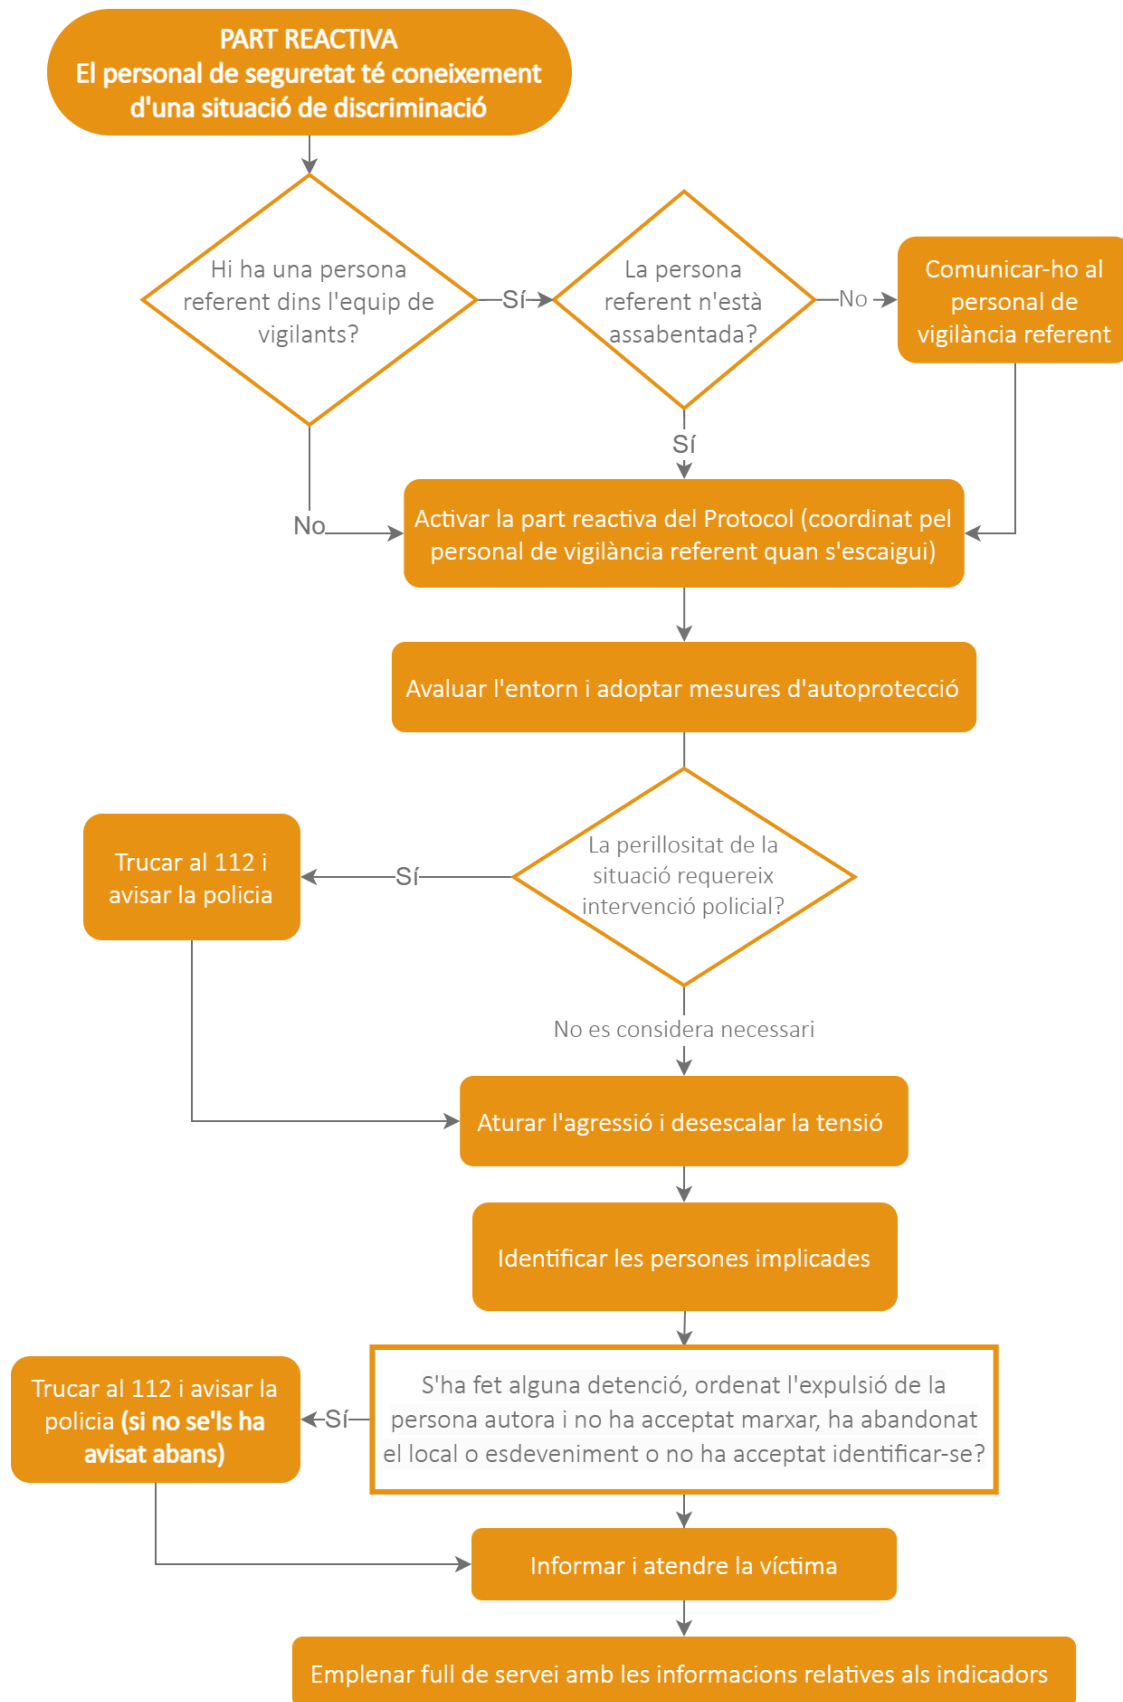 PART REACTIVA
El personal de seguretat té coneixement
d'una situació de discriminació
Hi ha una persona
referent dins l'equip de
vigilants?
Sí
La persona
referent n'està
assabentada?
No
Comunicar-ho al
personal de
vigilància referent
Sí
No
Activar la part reactiva del Protocol (coordinat pel
personal de vigilància referent quan s'escaigui)
Avaluar l'entorn i adoptar mesures d'autoprotecció
La perillositat de la
situació requereix
intervenció policial?
Sí
Trucar al 112 i
avisar la policia
No es considera necessari
Aturar l'agressió i desescalar la tensió
Identificar les persones implicades
S'ha fet alguna detenció, ordenat l'expulsió de la
persona autora i no ha acceptat marxar, ha abandonat
el local o esdeveniment o no ha acceptat identificar-se?
Sí
Trucar al 112 i avisar la
policia (si no se'ls ha
avisat abans)
Informar i atendre la víctima
Emplenar full de servei amb les informacions relatives als indicadors